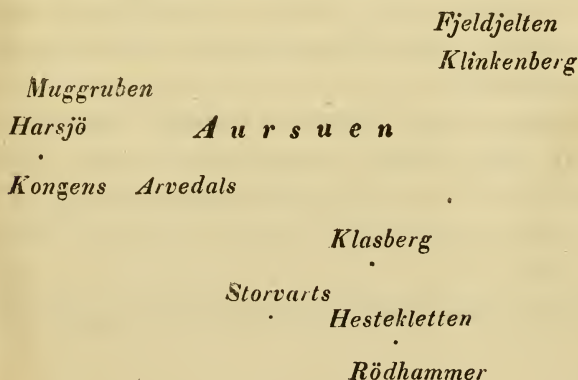 Fjeldjelten
Klinkenberg
Muggruben
Harsjö
Aursuen
Kongens Arvedals
Klasberg
Storvarts
Hestekletten
Rödhammer